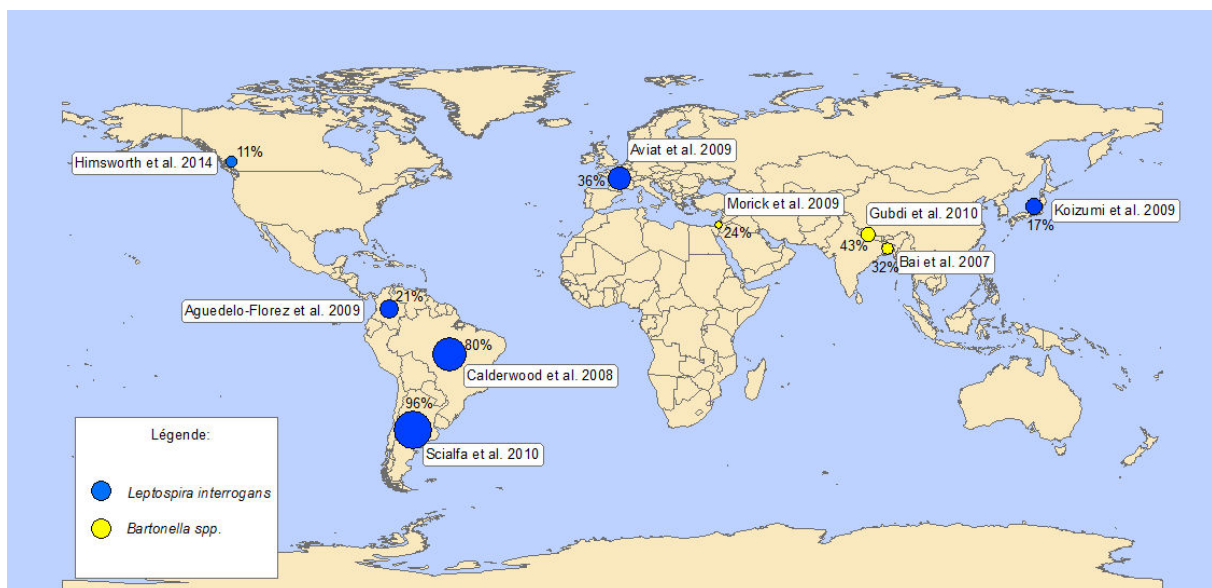 11%
Himsworth et al. 2014
Aviat et al. 2009
36%
Morick et al. 2009
24%
Gubdi et al. 2010
43%
Bai et al. 2007
32%
Koizumi et al. 2009
17%
21%
Aguedelo-Florez et al. 2009
80%
Calderwood et al. 2008
96%
Scialfa et al. 2010
Légende:
Leptospira interrogans
Bartonella spp.